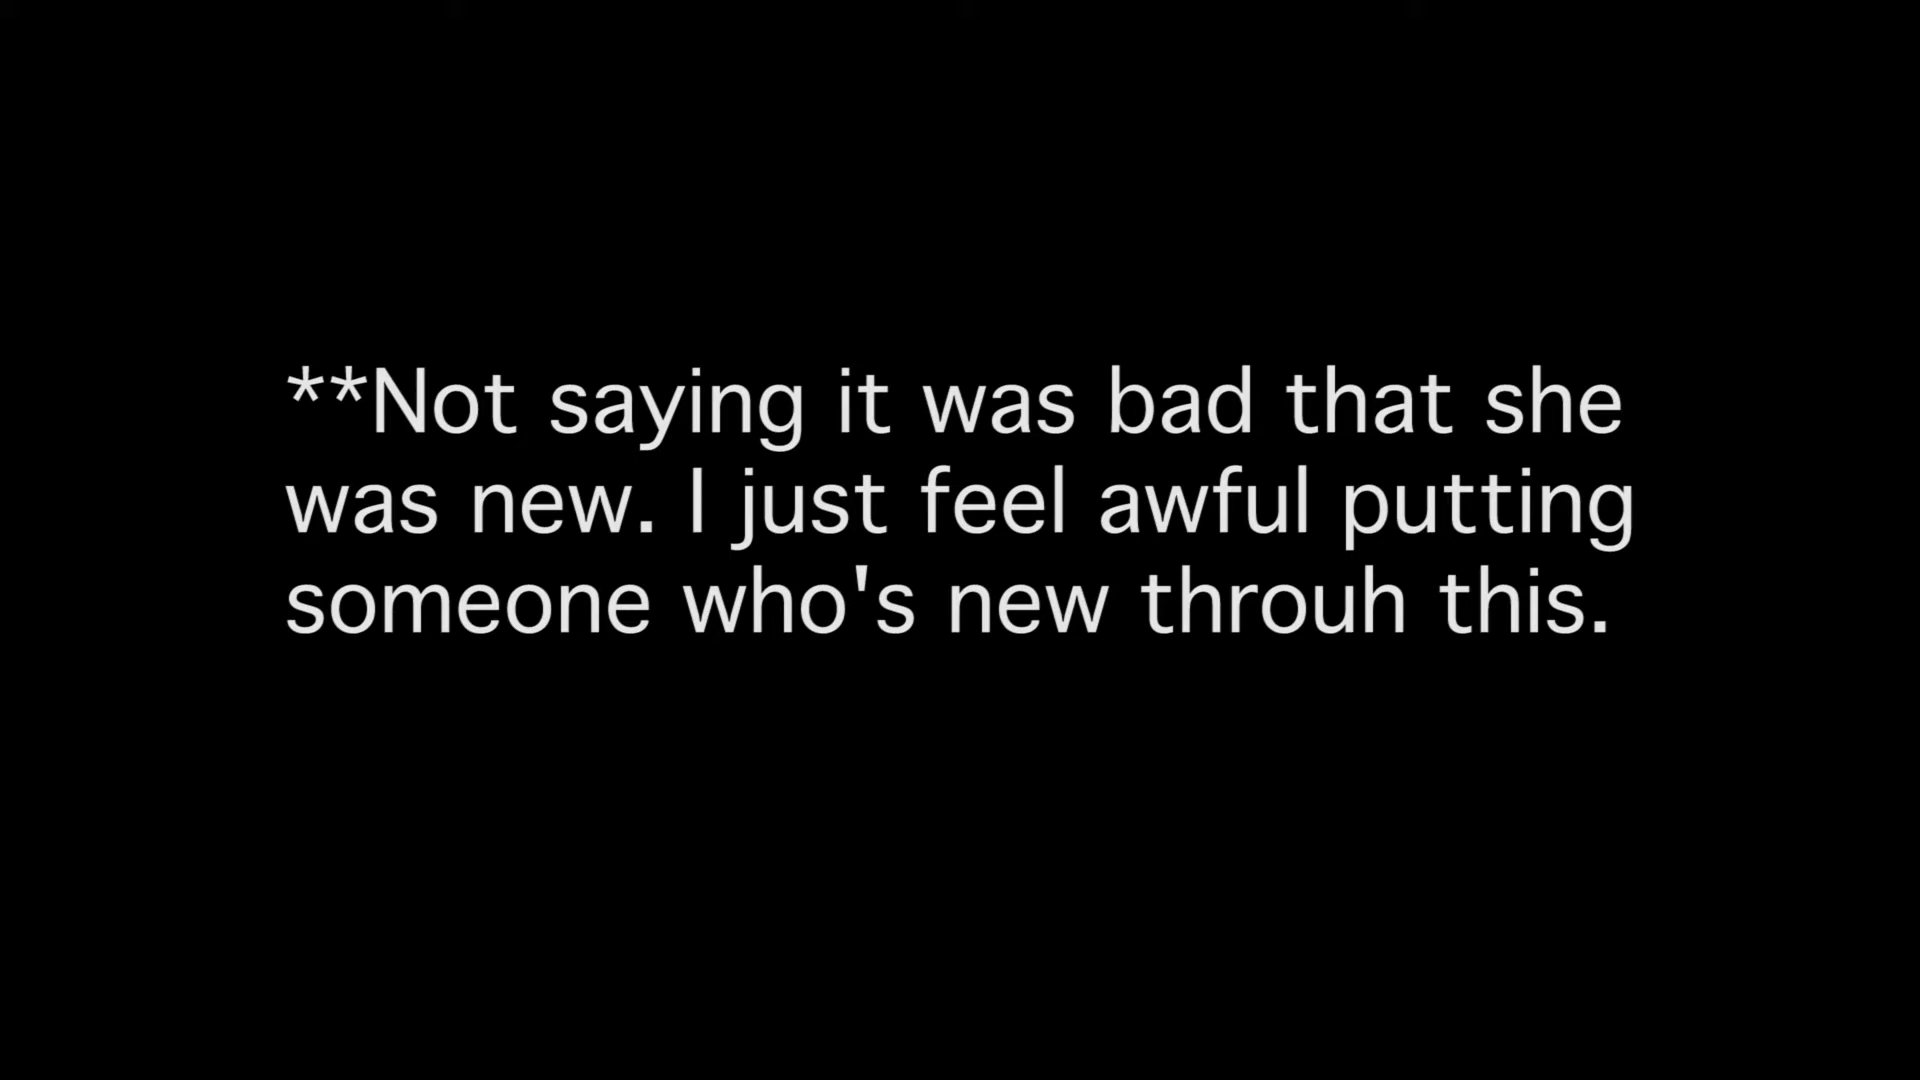 **Not saying it was bad that she
was new. I just feel awful putting
someone who's new throuh this.